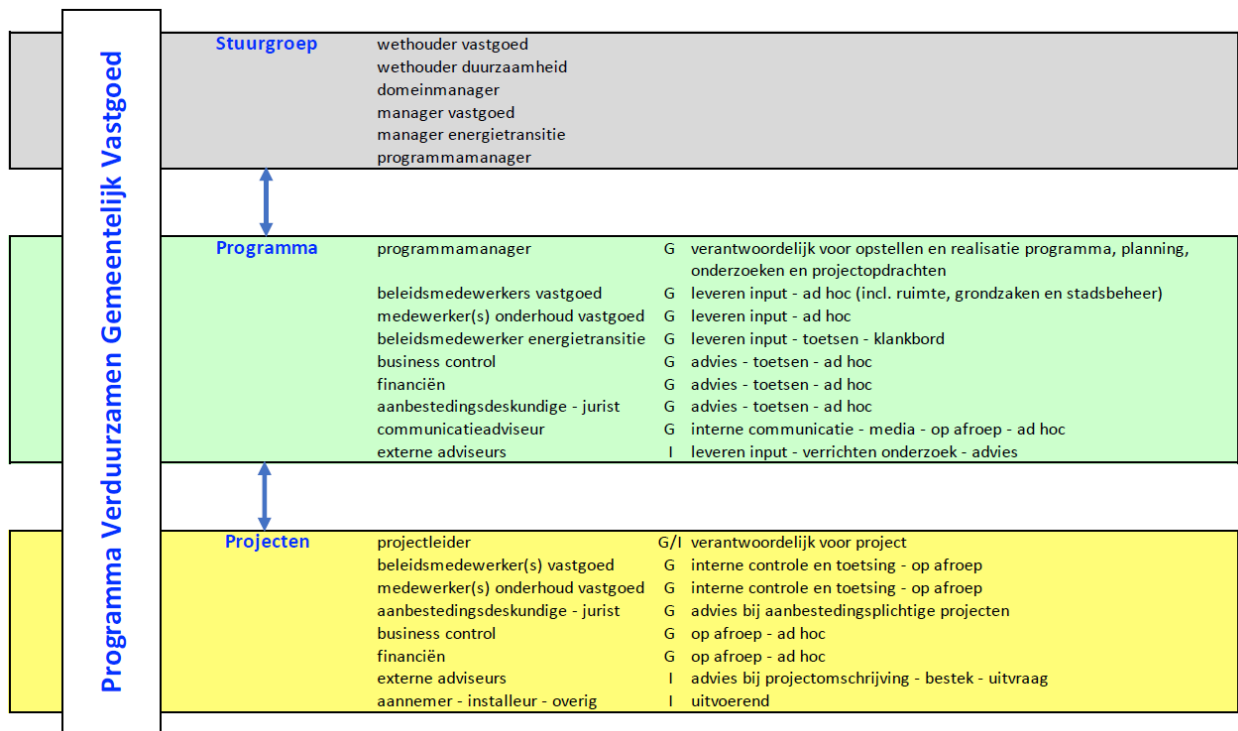 Programma Verduurzamen Gemeentelijk Vastgoed
Stuurgroep wethouder vastgoed
wethouder duurzaamheid
domeinmanager
manager vastgoed
manager energietransitie
programmamanager
Programma programmamanager G verantwoordelijk voor opstellen en realisatie programma, planning,
onderzoeken en projectopdrachten
beleidsmedewerkers vastgoed G leveren input - ad hoc (incl. ruimte, grondzaken en stadsbeheer)
medewerker(s) onderhoud vastgoed G leveren input - ad hoc
beleidsmedewerker energietransitie G leveren input - toetsen - klankbord
business control G advies - toetsen - ad hoc
financiën G advies - toetsen - ad hoc
aanbestedingsdeskundige - jurist G advies - toetsen - ad hoc
communicatieadviseur G interne communicatie - media - op afroep - ad hoc
externe adviseurs I leveren input - verrichten onderzoek - advies
Projecten projectleider G/I verantwoordelijk voor project
beleidsmedewerker(s) vastgoed G interne controle en toetsing - op afroep
medewerker(s) onderhoud vastgoed G interne controle en toetsing - op afroep
aanbestedingsdeskundige - jurist G advies bij aanbestedingsplichtige projecten
business control G op afroep - ad hoc
financiën G op afroep - ad hoc
externe adviseurs I advies bij projectomschrijving - bestek - uitvraag
aannemer - installeur - overig I uitvoerend